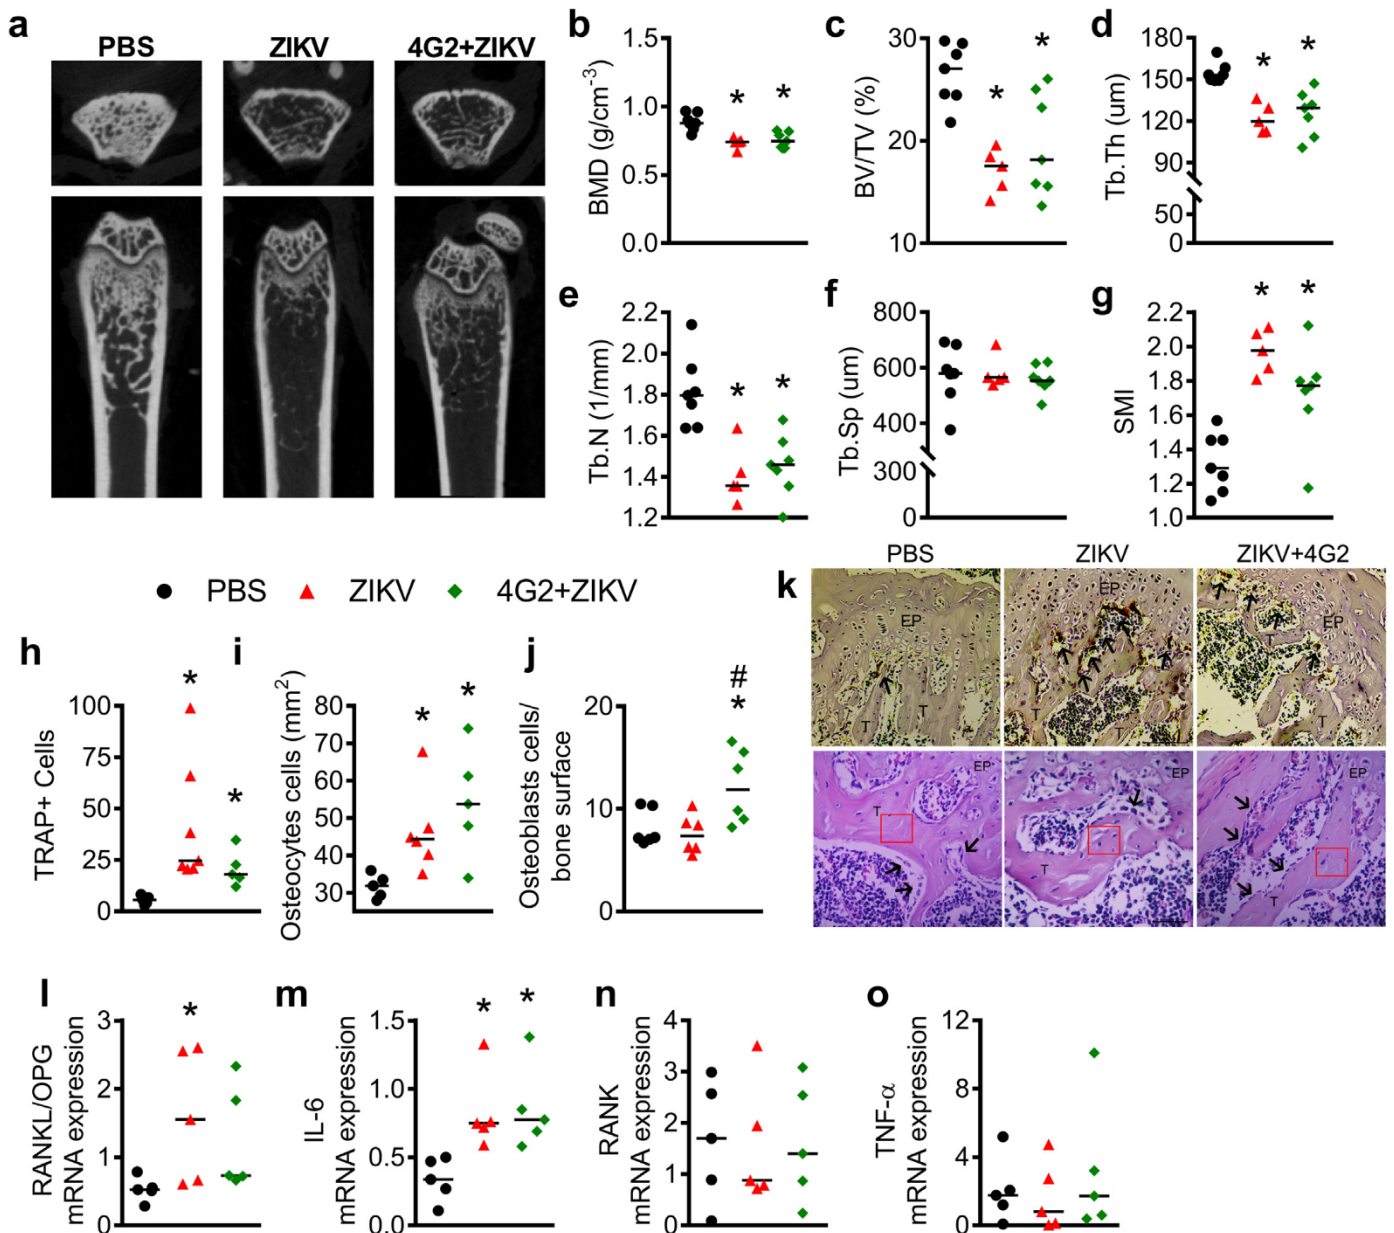 a
PBS ZIKV 4G2+ZIKV
b
BMD (g/cm-3)
1.5
1.0
0.5
0.0
*
*
c
BV/TV (%)
30
20
10
*
*
d
Tb.Th (um)
180
150
120
90
50
0
*
*
e
Tb.N (1/mm)
2.2
2.0
1.8
1.6
1.4
1.2
*
*
f
Tb.Sp (um)
800
600
400
300
0
g
SMI
2.2
2.0
1.8
1.6
1.4
1.2
1.0
*
*
PBS ZIKV 4G2+ZIKV
h
TRAP+ Cells
100
75
50
25
0
*
*
i
Osteocytes cells (mm2)
80
70
60
50
40
30
*
*
j
Osteoblasts cells/
bone surface
20
10
0
#
*
k
PBS ZIKV ZIKV+4G2
EP
T
T
EP
T
EP
T
T
EP
T
EP
T
EP
T
l
RANKL/OPG
mRNA expression
3
2
1
0
*
m
IL-6
mRNA expression
1.5
1.0
0.5
0.0
*
*
n
RANK
mRNA expression
4
3
2
1
0
o
TNF-α
mRNA expression
12
8
4
0